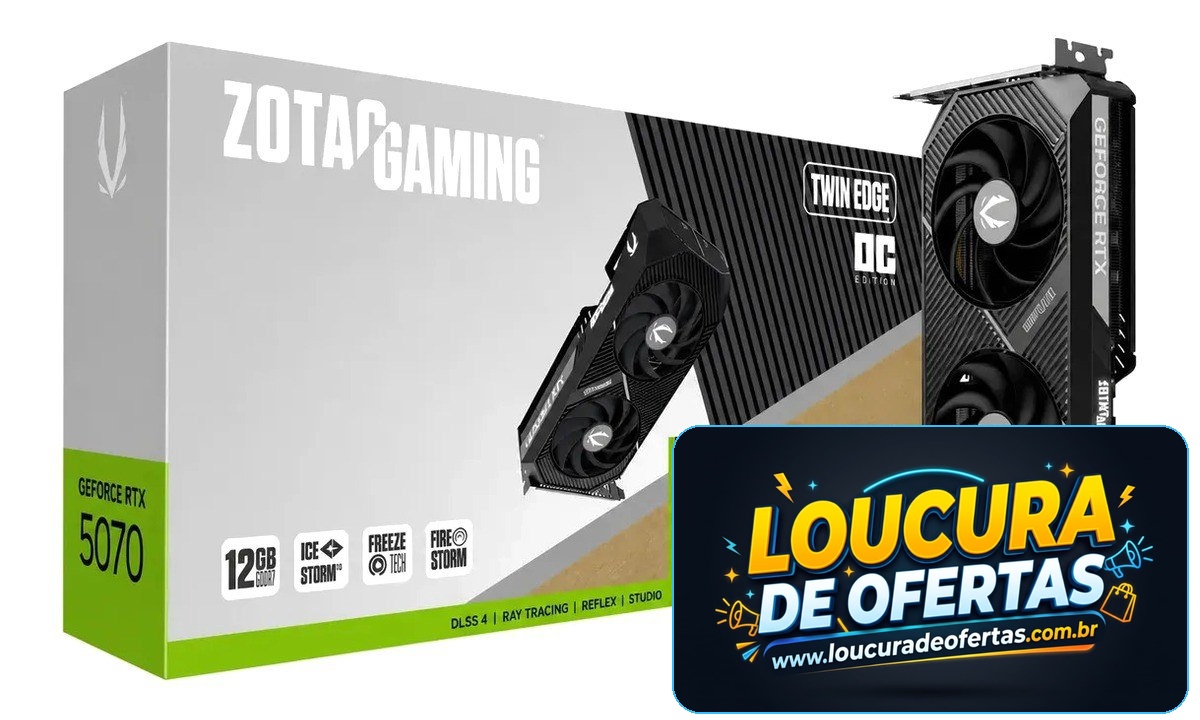 ZOTAC GAMING
TWIN EDGE
OC
EDITION
GEFORCE RTX
GEFORCE RTX
5070
12GB
GDDR7
ICE
STORM
FREEZE
TECH
FIRE
STORM
DLSS 4 | RAY TRACING | REFLEX | STUDIO
LOUCURA
DE OFERTAS
www.loucuradeofertas.com.br